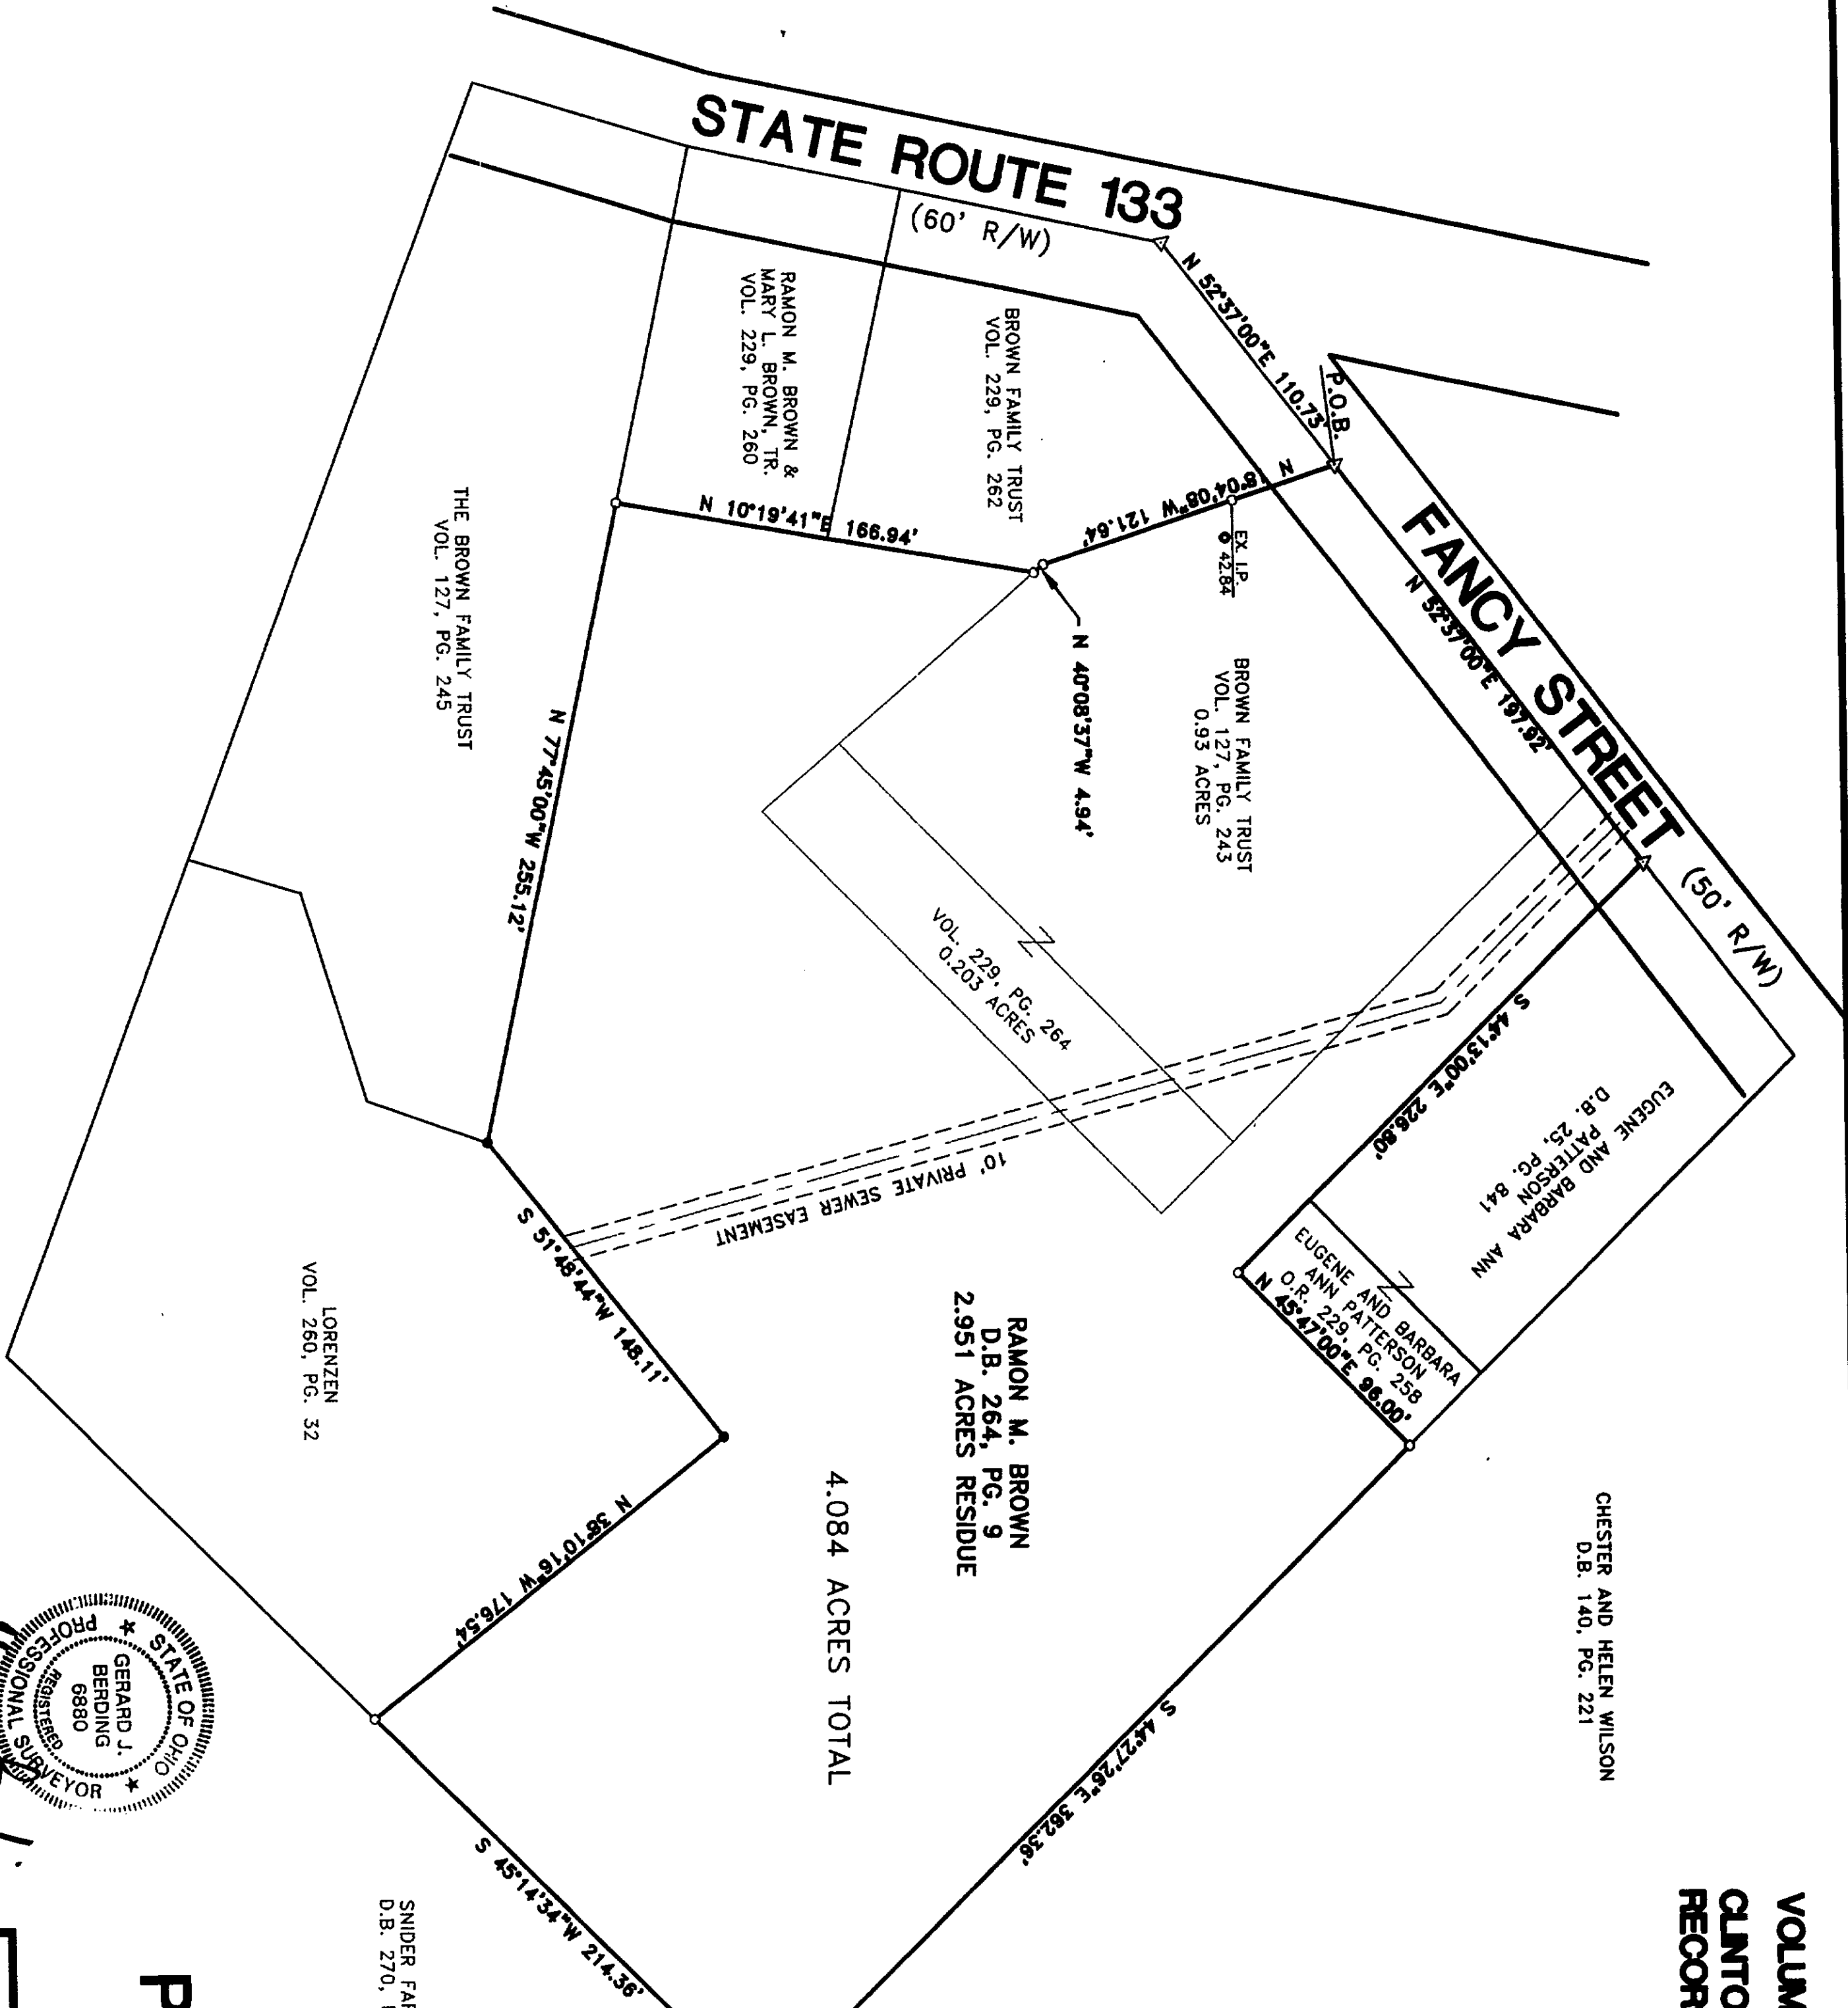 STATE ROUTE 133
(60' R/W)
N 52°37'00"E 110.73'
P.O.B.
FANCY STREET (50' R/W)
N 52°37'00"E 197.92'
RAMON M. BROWN &
MARY L. BROWN, TR.
VOL. 229, PG. 260
BROWN FAMILY TRUST
VOL. 229, PG. 262
N 18°04'08"W 121.64'
EX. I.P.
42.84
N 10°19'41"E 166.94'
N 40°08'37"W 4.94'
BROWN FAMILY TRUST
VOL. 127, PG. 243
0.93 ACRES
THE BROWN FAMILY TRUST
VOL. 127, PG. 245
N 77°45'00"W 255.12'
VOL. 229, PG. 264
0.203 ACRES
S 44°13'00"E 226.80'
EUGENE AND BARBARA ANN
PATTERSON
D.B. 25, PG. 841
EUGENE AND BARBARA
ANN PATTERSON
O.R. 229, PG. 258
N 45°47'00"E 96.00'
10' PRIVATE SEWER EASEMENT
S 51°48'44"W 148.11'
LORENZEN
VOL. 260, PG. 32
RAMON M. BROWN
D.B. 264, PG. 9
2.951 ACRES RESIDUE
4.084 ACRES TOTAL
N 38°10'16"W 176.54'
CHESTER AND HELEN WILSON
D.B. 140, PG. 221
S 44°27'26"E 362.36'
S 45°14'34"W 214.36'
STATE OF OHIO
GERARD J.
BERDING
6880
REGISTERED
PROFESSIONAL SURVEYOR
SNIDER FAR
D.B. 270,
VOLUM
CLINTO
RECOR
P